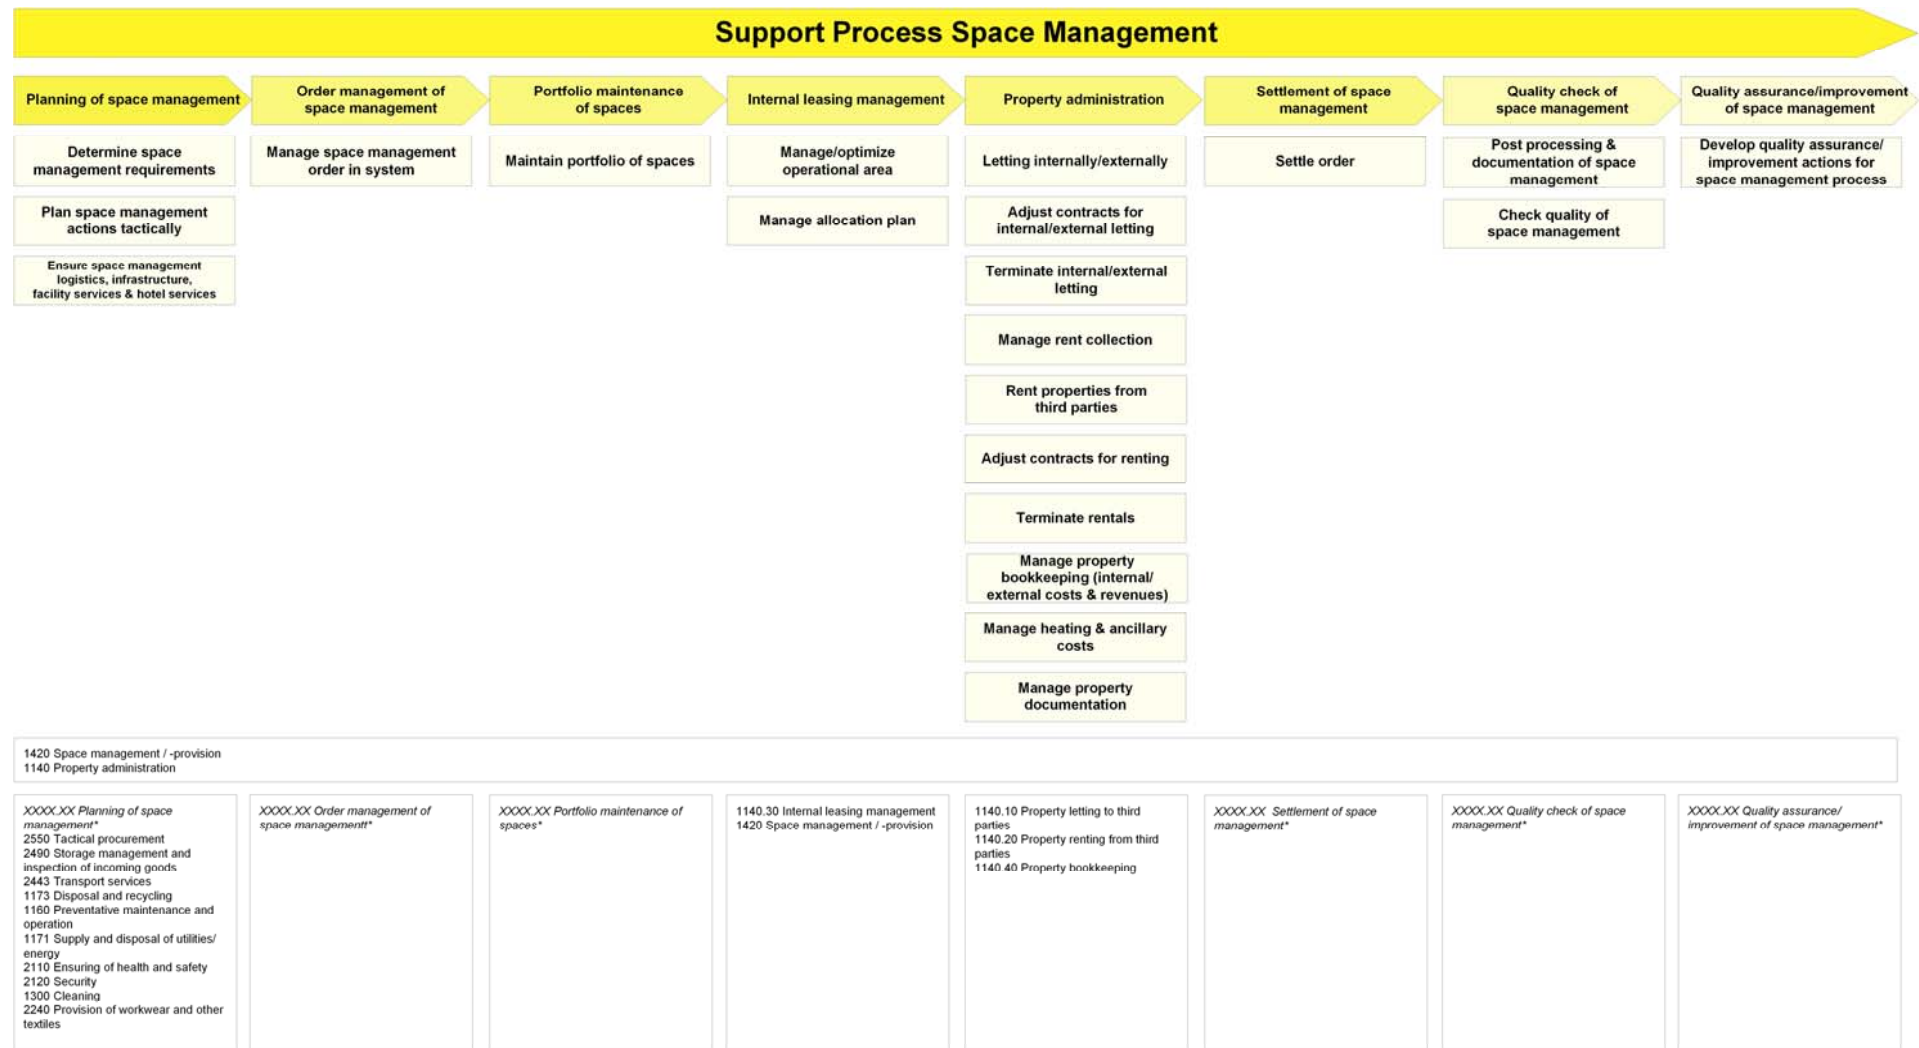 Support Process Space Management
Planning of space management
Order management of
space management
Portfolio maintenance
of spaces
Internal leasing management
Property administration
Settlement of space
management
Quality check of
space management
Quality assurance/improvement
of space management
Determine space
management requirements
Plan space management
actions tactically
Ensure space management
logistics, infrastructure,
facility services & hotel services
Manage space management
order in system
Maintain portfolio of spaces
Manage/optimize
operational area
Manage allocation plan
Letting internally/externally
Adjust contracts for
internal/external letting
Terminate internal/external
letting
Manage rent collection
Rent properties from
third parties
Adjust contracts for renting
Terminate rentals
Manage property
bookkeeping (internal/
external costs & revenues)
Manage heating & ancillary
costs
Manage property
documentation
Settle order
Post processing &
documentation of space
management
Check quality of
space management
Develop quality assurance/
improvement actions for
space management process
1420 Space management / -provision
1140 Property administration
XXXX.XX Planning of space
management*
2550 Tactical procurement
2490 Storage management and
inspection of incoming goods
2443 Transport services
1173 Disposal and recycling
1160 Preventative maintenance and
operation
1171 Supply and disposal of utilities/
energy
2110 Ensuring of health and safety
2120 Security
1300 Cleaning
2240 Provision of workwear and other
textiles
XXXX.XX Order management of
space managementt*
XXXX.XX Portfolio maintenance of
spaces*
1140.30 Internal leasing management
1420 Space management / -provision
1140.10 Property letting to third
parties
1140.20 Property renting from third
parties
1140.40 Property bookkeeping
XXXX.XX Settlement of space
management*
XXXX.XX Quality check of space
management*
XXXX.XX Quality assurance/
improvement of space management*